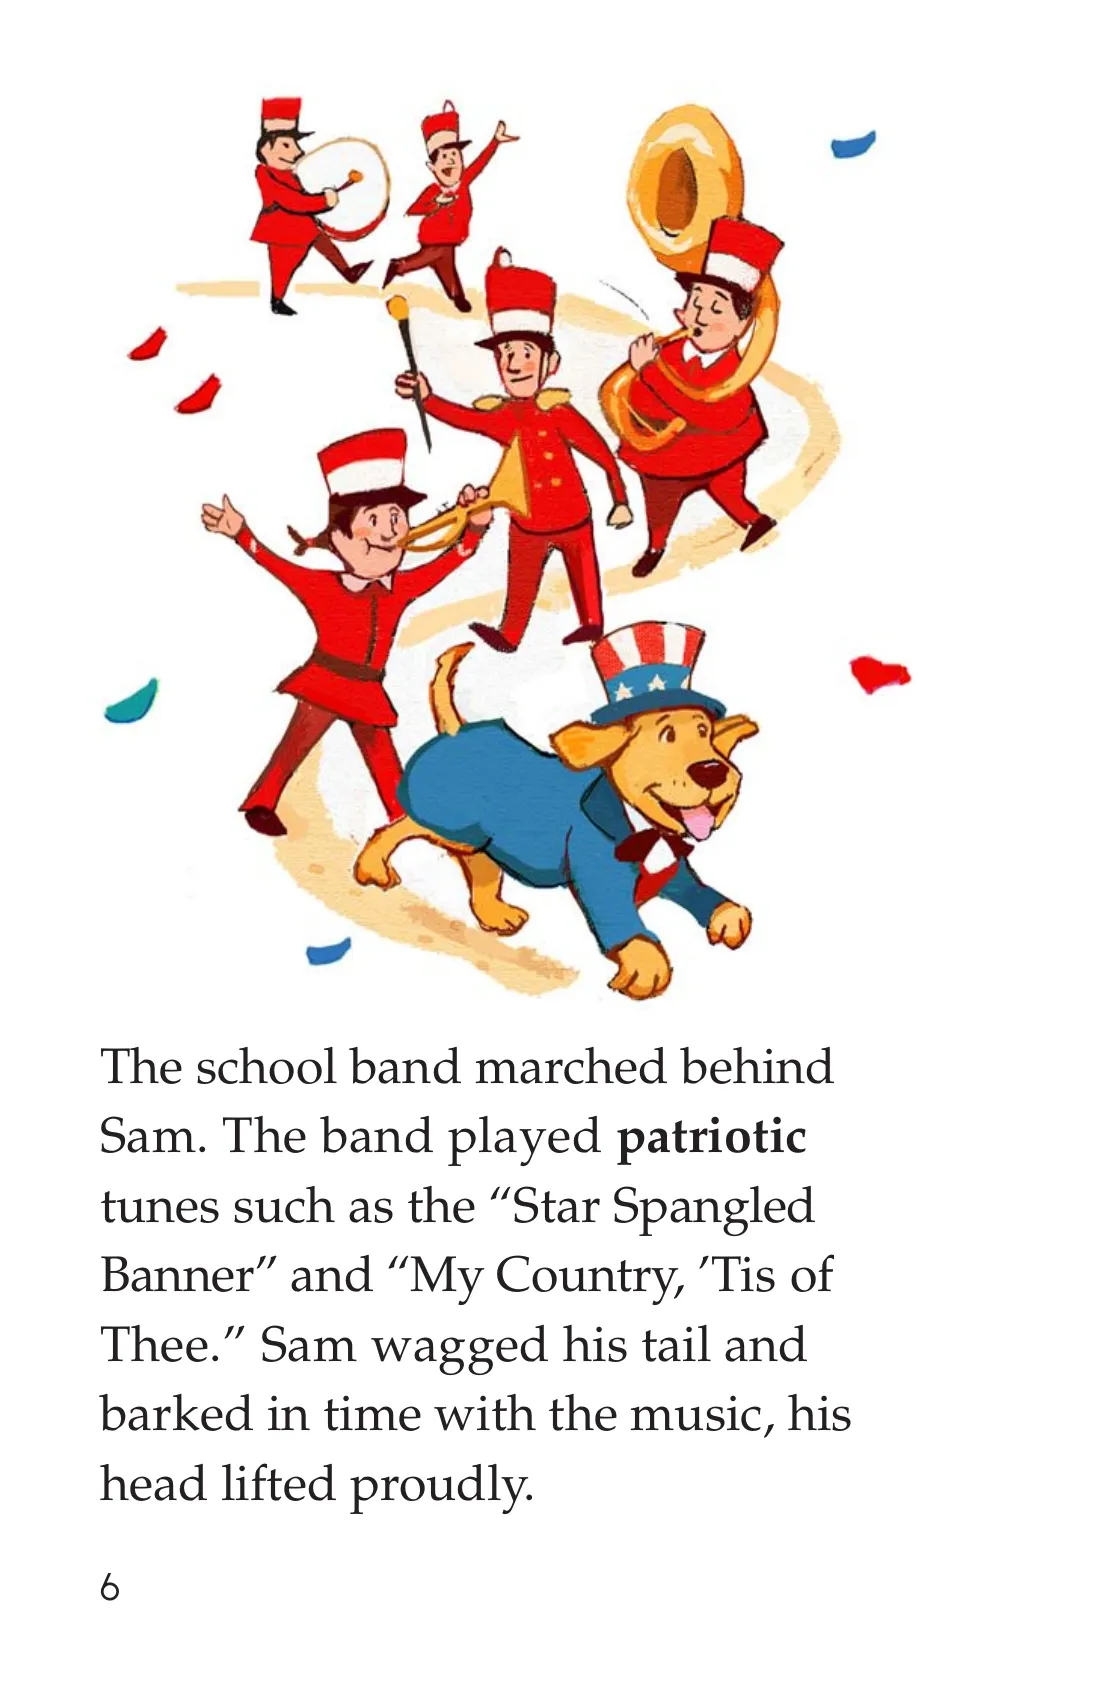 The school band marched behind
Sam. The band played patriotic
tunes such as the “Star Spangled
Banner” and “My Country, ’Tis of
Thee.” Sam wagged his tail and
barked in time with the music, his
head lifted proudly.
6